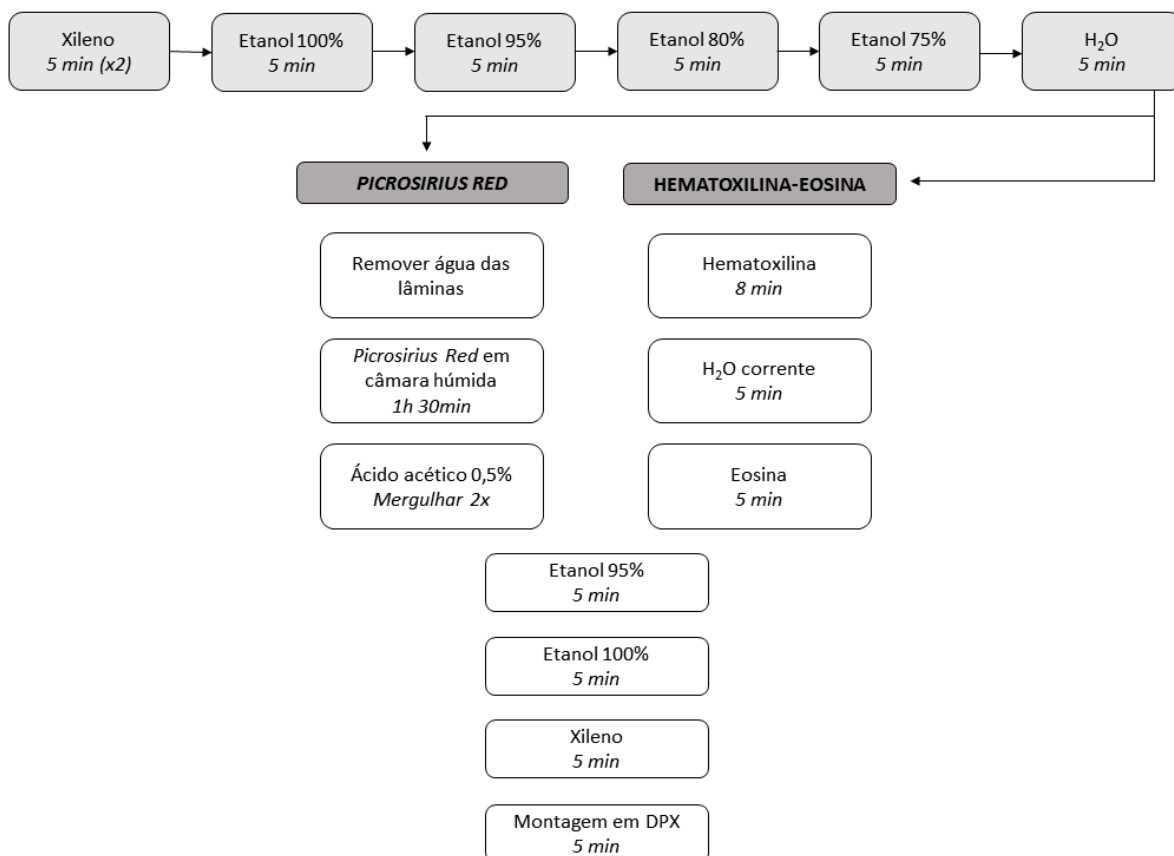 Xileno
5 min (x2)
Etanol 100%
5 min
Etanol 95%
5 min
Etanol 80%
5 min
Etanol 75%
5 min
H₂O
5 min
PICROSIRIUS RED
HEMATOXILINA-EOSINA
Remover água das
lâminas
Hematoxilina
8 min
Picrosirius Red em
câmara húmida
1h 30min
H₂O corrente
5 min
Ácido acético 0,5%
Mergulhar 2x
Eosina
5 min
Etanol 95%
5 min
Etanol 100%
5 min
Xileno
5 min
Montagem em DPX
5 min